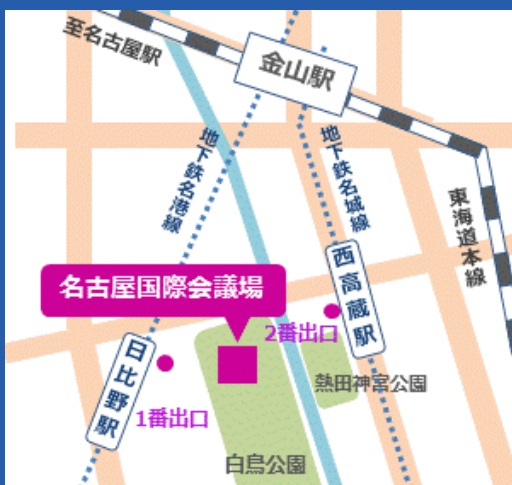 至名古屋駅
金山駅
地下鉄名港線
地下鉄名城線
東海道本線
西高蔵駅
名古屋国際会議場
2番出口
日比野駅
熱田神宮公園
1番出口
白鳥公園